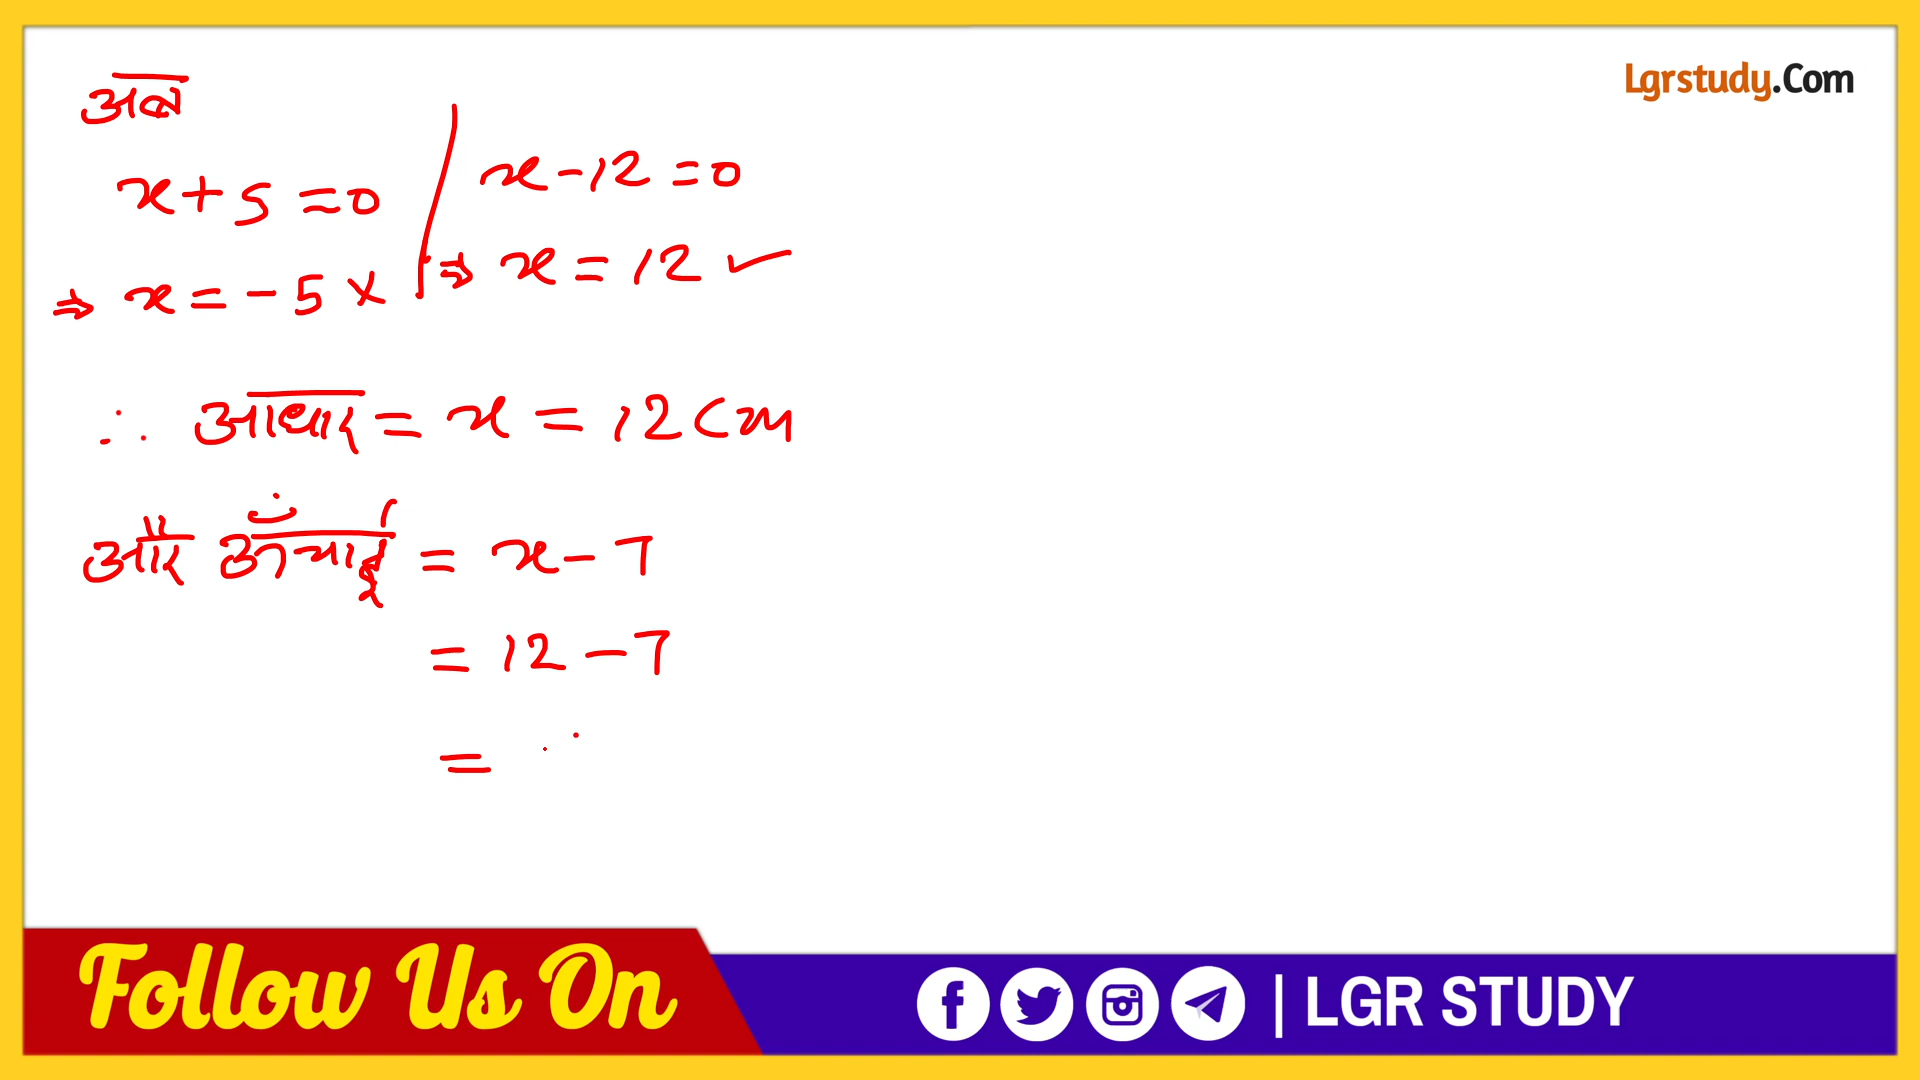 Lgrstudy.Com
अब
x+5=0
⇒ x=-5 ×
x-12=0
⇒ x=12 ✓
∴ आधार = x = 12cm
और ऊँचाई = x-7
= 12-7
=
Follow Us On
| LGR STUDY